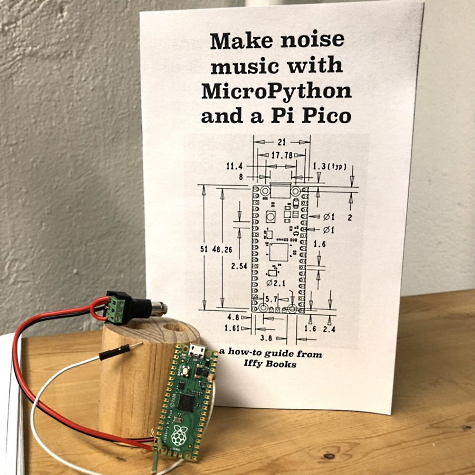 Make noise
music with
MicroPython
and a Pi Pico
21
17.78
11.4
1.3(typ)
8
2
Ø1
Ø1
51
48.26
1.6
2.54
Ø2.1
5.7
4.8
1.61
1.6
2.4
3.8
a how-to guide from
Iffy Books